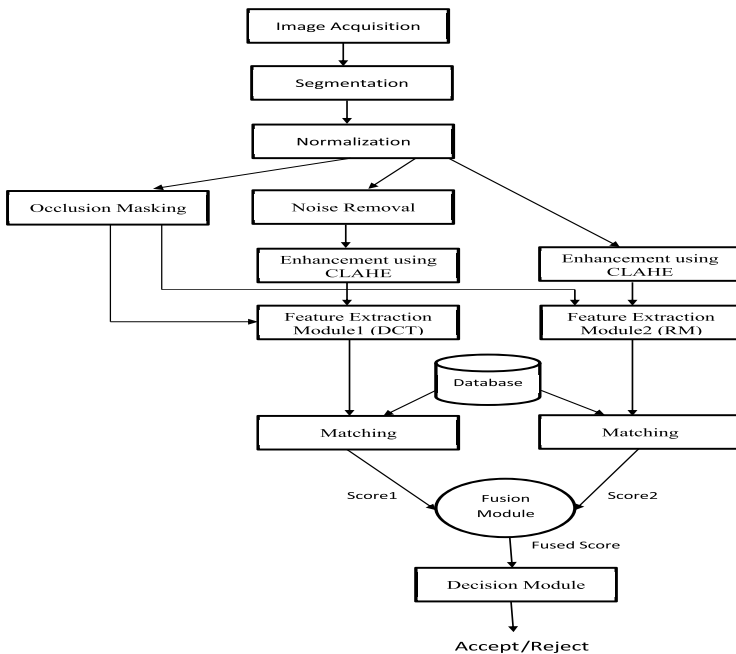 Image Acquisition
Segmentation
Normalization
Occlusion Masking
Noise Removal
Enhancement using
CLAHE
Enhancement using
CLAHE
Feature Extraction
Module1 (DCT)
Feature Extraction
Module2 (RM)
Database
Matching
Matching
Score1
Fusion
Module
Score2
Fused Score
Decision Module
Accept/Reject